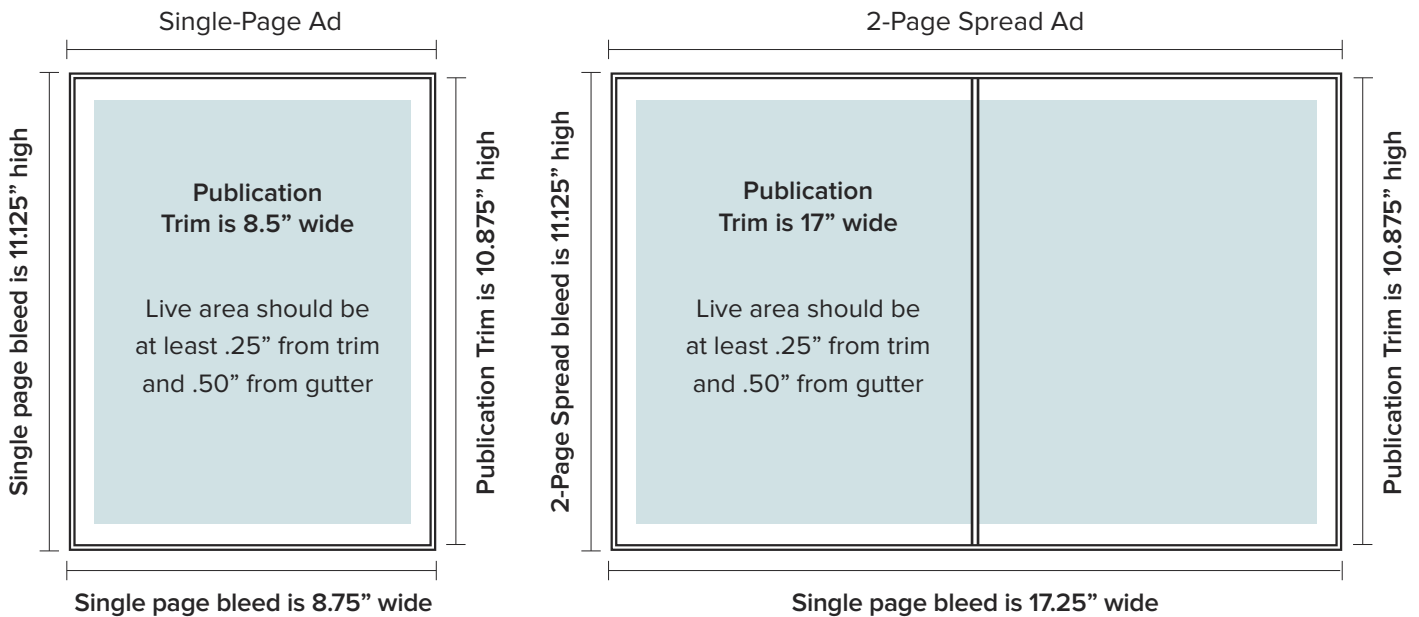 Single-Page Ad
Single page bleed is 11.125” high
Publication
Trim is 8.5” wide
Live area should be
at least .25” from trim
and .50” from gutter
Publication Trim is 10.875” high
Single page bleed is 8.75” wide
2-Page Spread Ad
2-Page Spread bleed is 11.125” high
Publication
Trim is 17” wide
Live area should be
at least .25” from trim
and .50” from gutter
Publication Trim is 10.875” high
Single page bleed is 17.25” wide